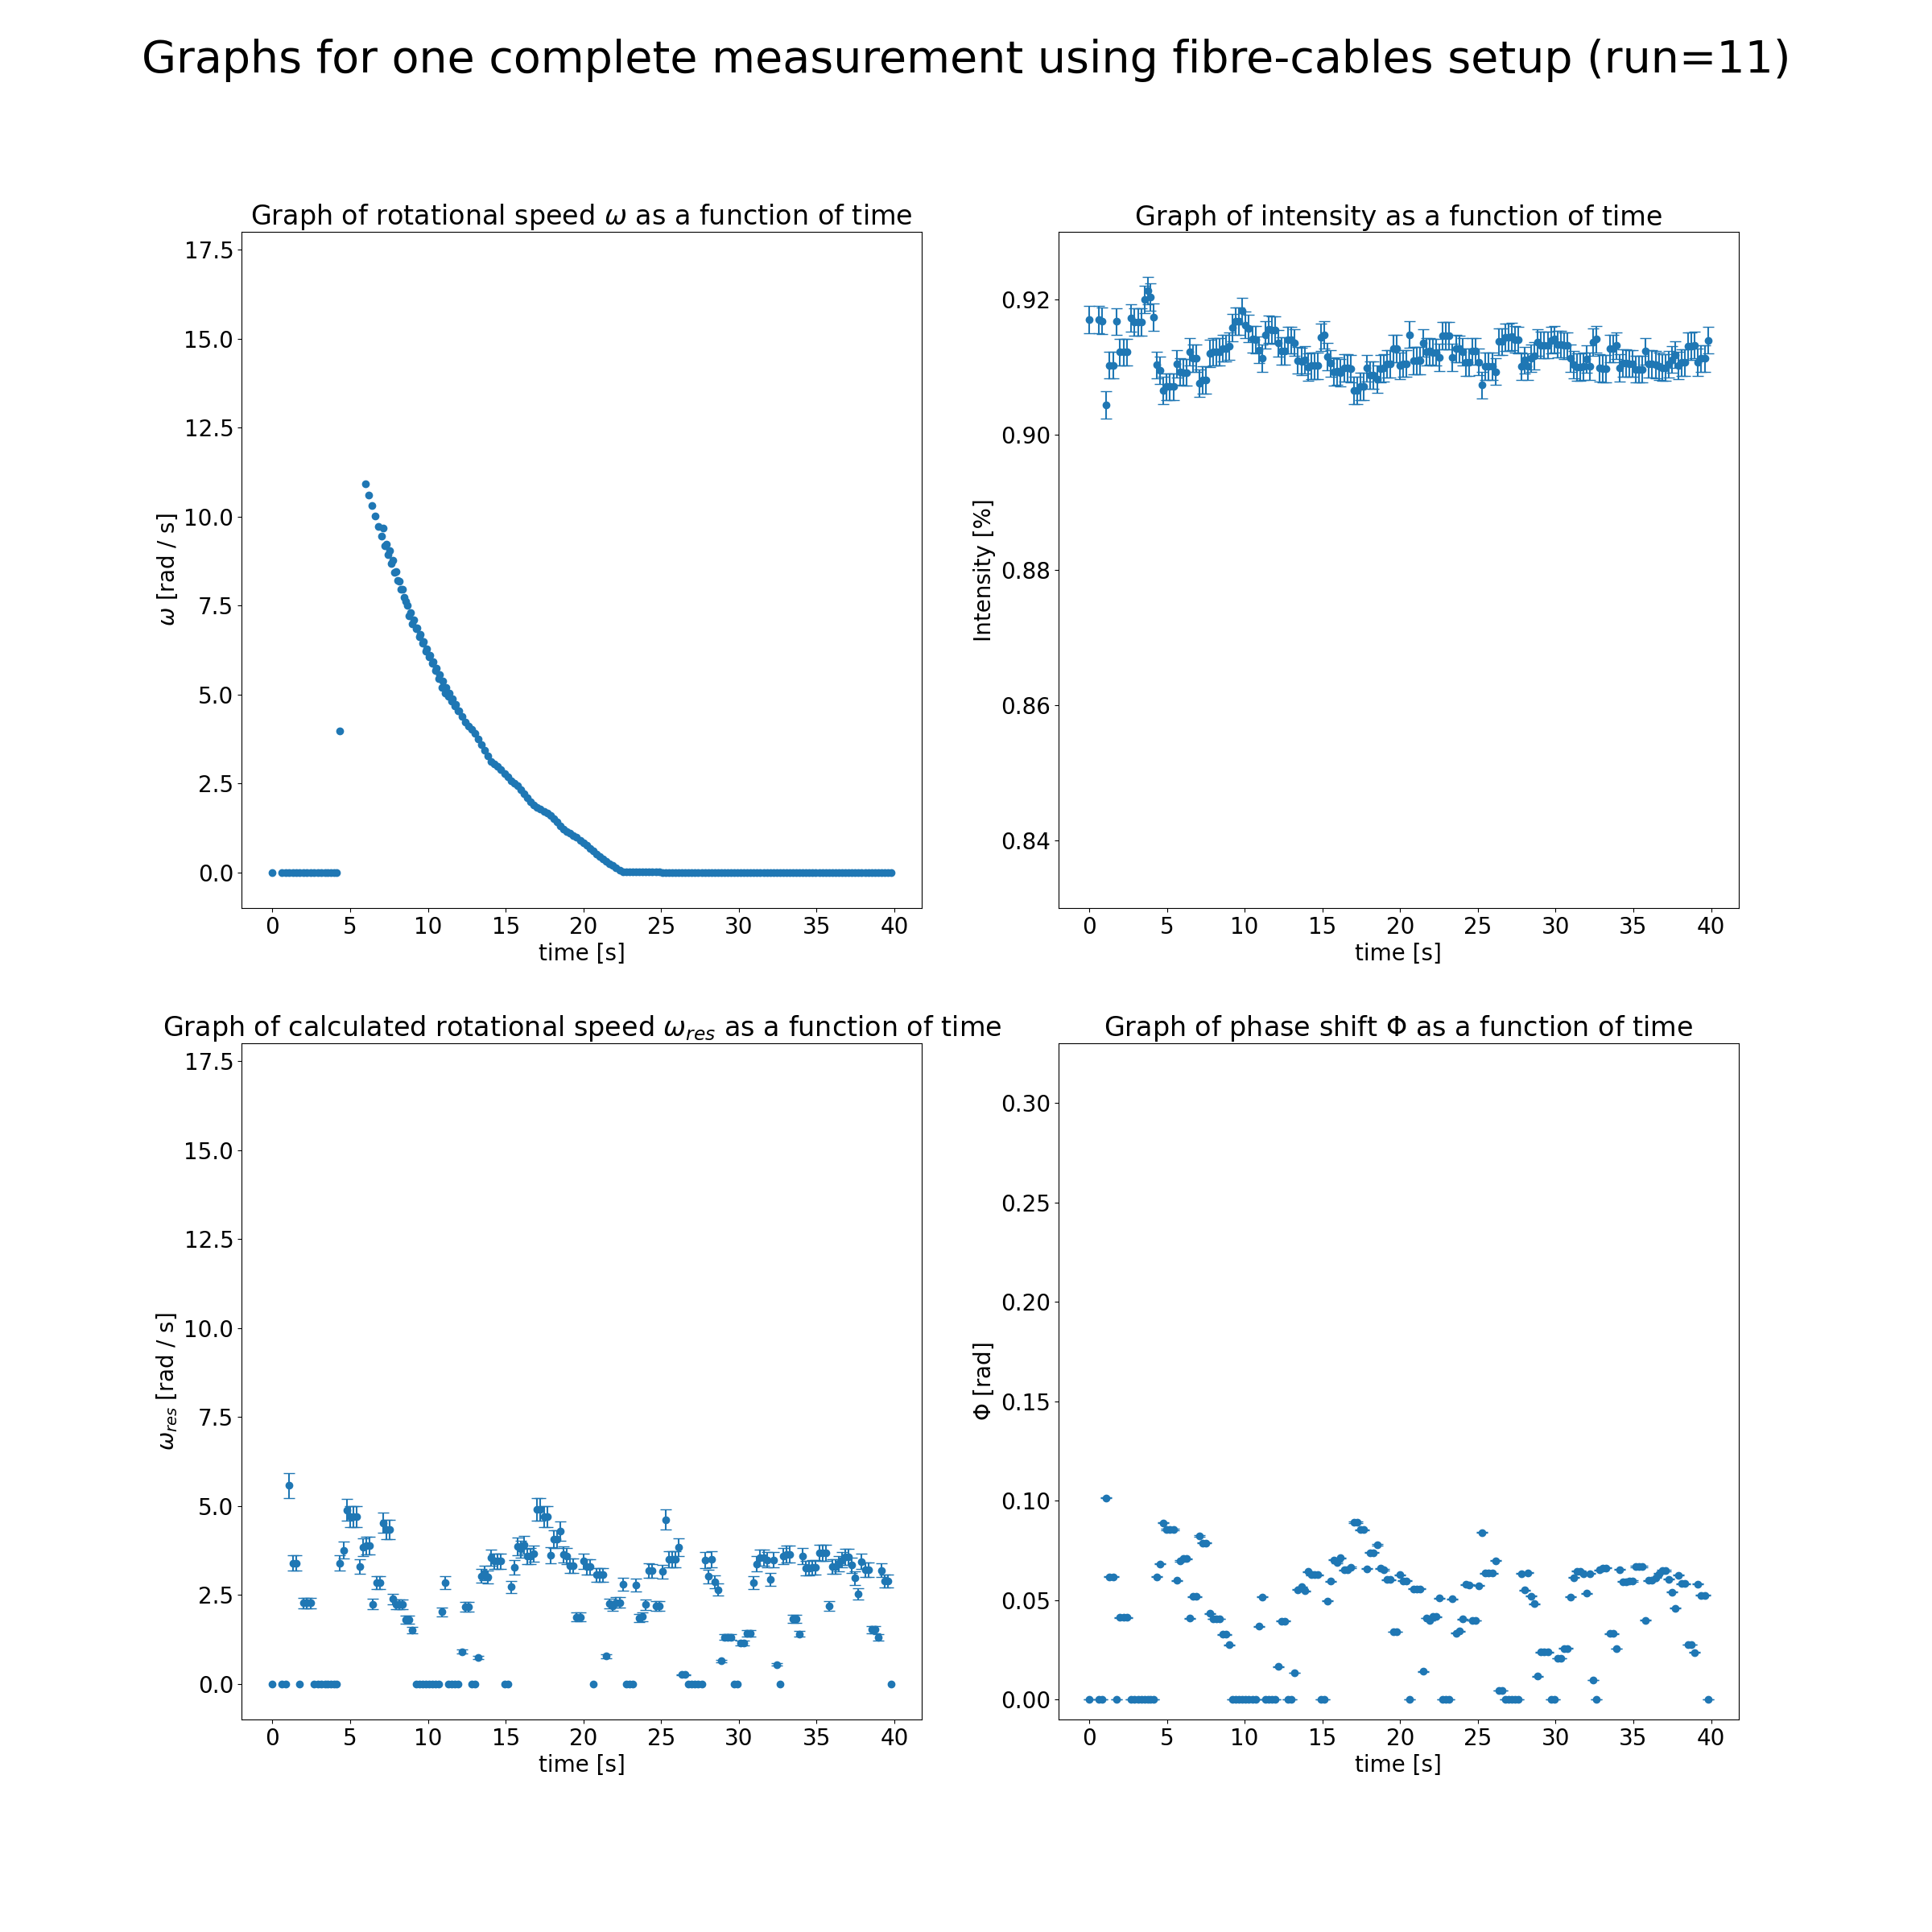 Graphs for one complete measurement using fibre-cables setup (run=11)
Graph of rotational speed ω as a function of time
17.5
15.0
12.5
10.0
7.5
5.0
2.5
0.0
ω [rad / s]
0 5 10 15 20 25 30 35 40
time [s]
Graph of intensity as a function of time
0.92
0.90
0.88
0.86
0.84
Intensity [%]
0 5 10 15 20 25 30 35 40
time [s]
Graph of calculated rotational speed ω_res as a function of time
17.5
15.0
12.5
10.0
7.5
5.0
2.5
0.0
ω_res [rad / s]
0 5 10 15 20 25 30 35 40
time [s]
Graph of phase shift Φ as a function of time
0.30
0.25
0.20
0.15
0.10
0.05
0.00
Φ [rad]
0 5 10 15 20 25 30 35 40
time [s]